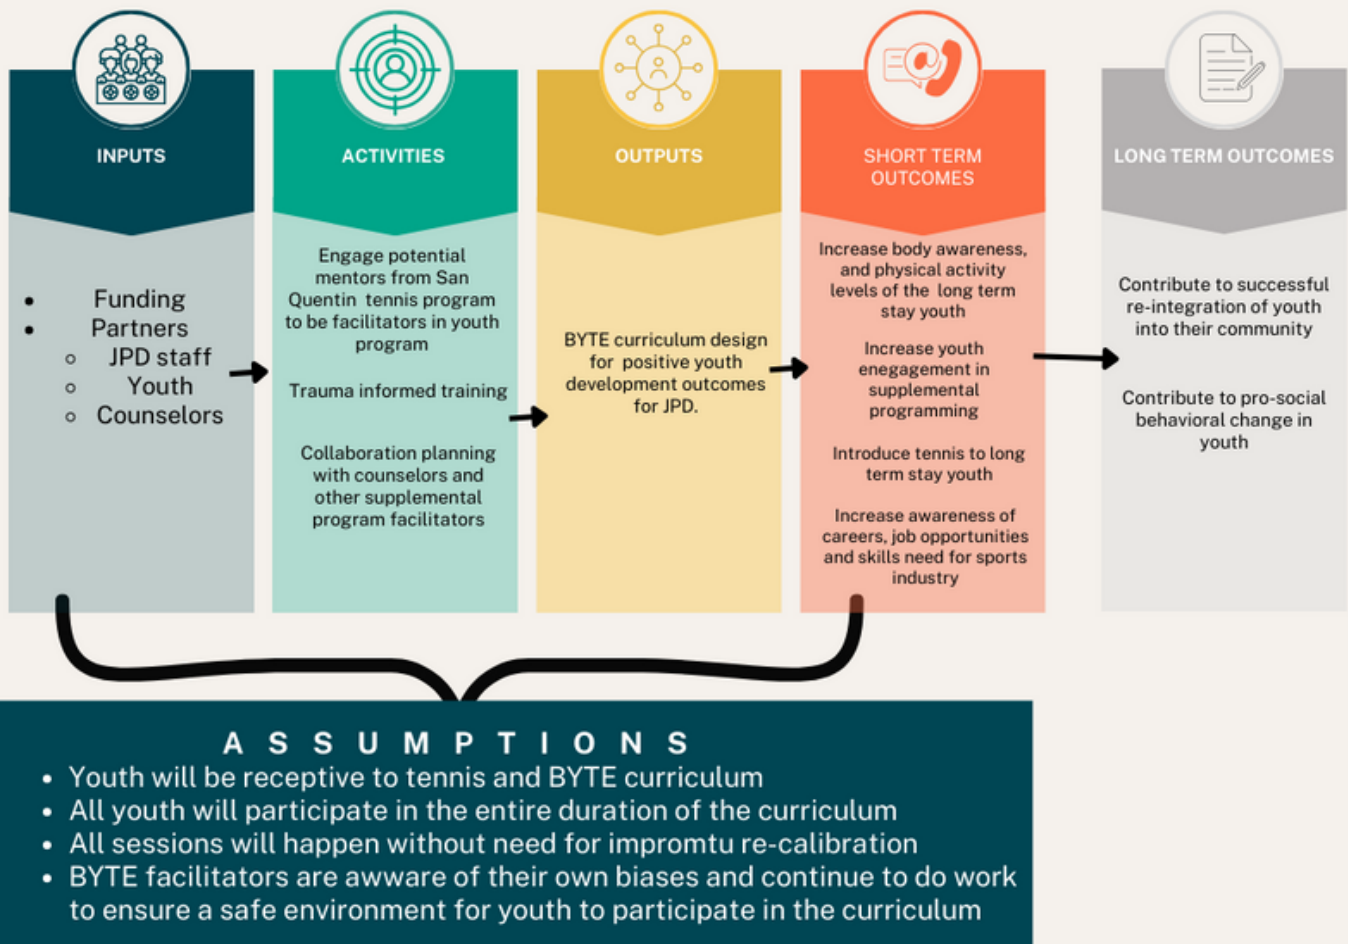 INPUTS
Funding
Partners
JPD staff
Youth
Counselors
ACTIVITIES
Engage potential
mentors from San
Quentin tennis program
to be facilitators in youth
program
Trauma informed training
Collaboration planning
with counselors and
other supplemental
program facilitators
OUTPUTS
BYTE curriculum design
for positive youth
development outcomes
for JPD.
SHORT TERM
OUTCOMES
Increase body awareness,
and physical activity
levels of the long term
stay youth
Increase youth
enegagement in
supplemental
programming
Introduce tennis to long
term stay youth
Increase awareness of
careers, job opportunities
and skills need for sports
industry
LONG TERM OUTCOMES
Contribute to successful
re-integration of youth
into their community
Contribute to pro-social
behavioral change in
youth
ASSUMPTIONS
• Youth will be receptive to tennis and BYTE curriculum
• All youth will participate in the entire duration of the curriculum
• All sessions will happen without need for impromtu re-calibration
• BYTE facilitators are awware of their own biases and continue to do work
to ensure a safe environment for youth to participate in the curriculum